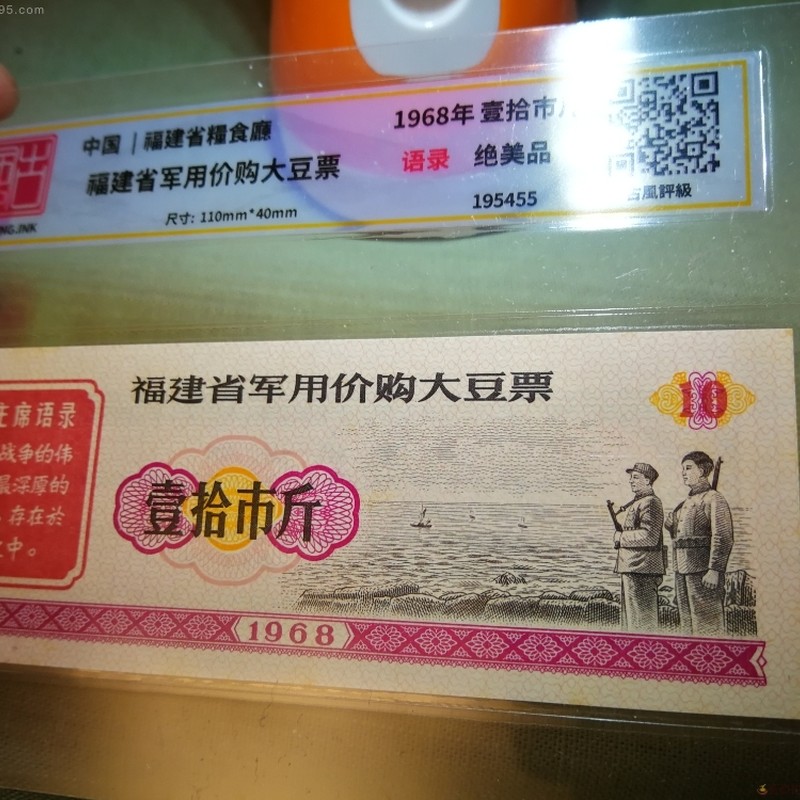 95.com
中国 | 福建省糧食廳
福建省军用价购大豆票
尺寸: 110mm*40mm
1968年 壹拾市
语录 绝美品
195455
古風評級
福建省军用价购大豆票
10
主席语录
战争的伟
最深厚的
存在於
中。
壹拾市斤
1968